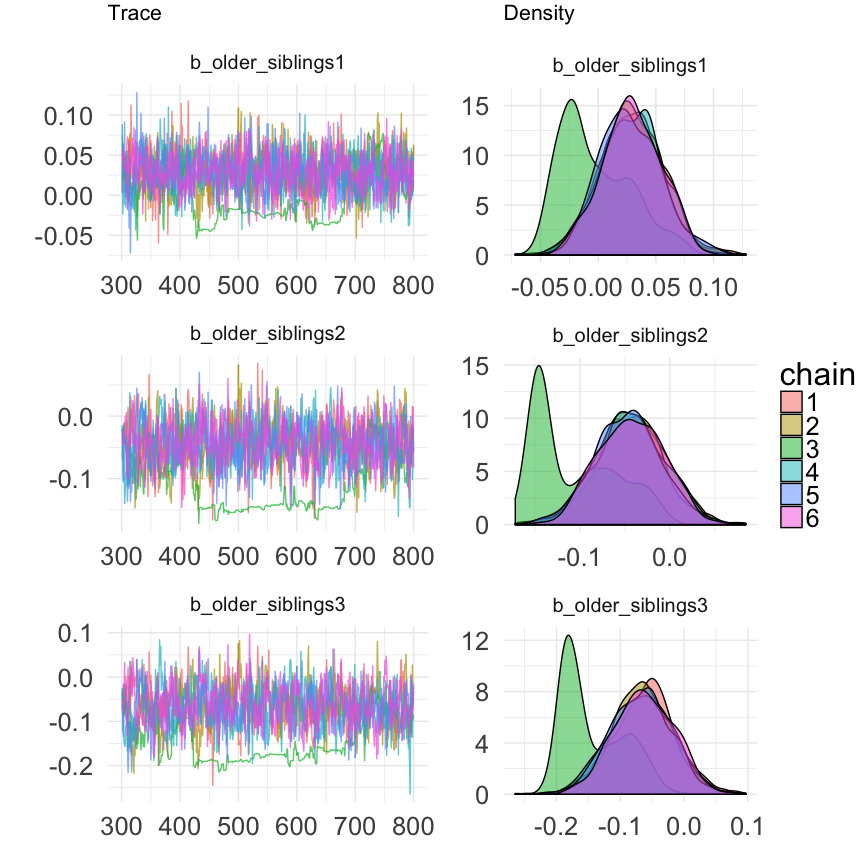 Trace Density
b_older_siblings1 b_older_siblings1
0.10
0.05
0.00
-0.05
300 400 500 600 700 800
15
10
5
0
-0.05 0.00 0.05 0.10
b_older_siblings2 b_older_siblings2
0.0
-0.1
300 400 500 600 700 800
15
10
5
0
-0.1 0.0
b_older_siblings3 b_older_siblings3
0.1
0.0
-0.1
-0.2
300 400 500 600 700 800
12
8
4
0
-0.2 -0.1 0.0 0.1
chain
1
2
3
4
5
6